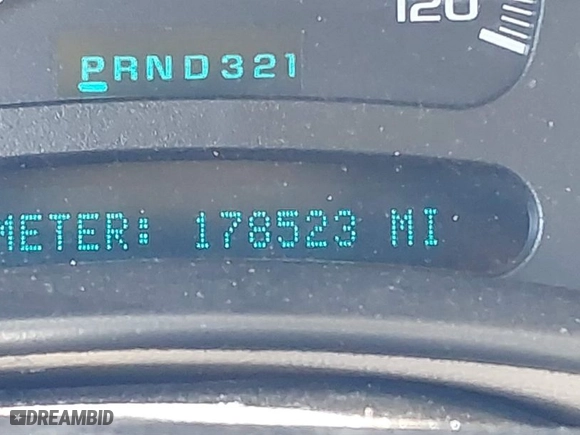 120
PRND321
METER: 178523 MI
DREAMBID